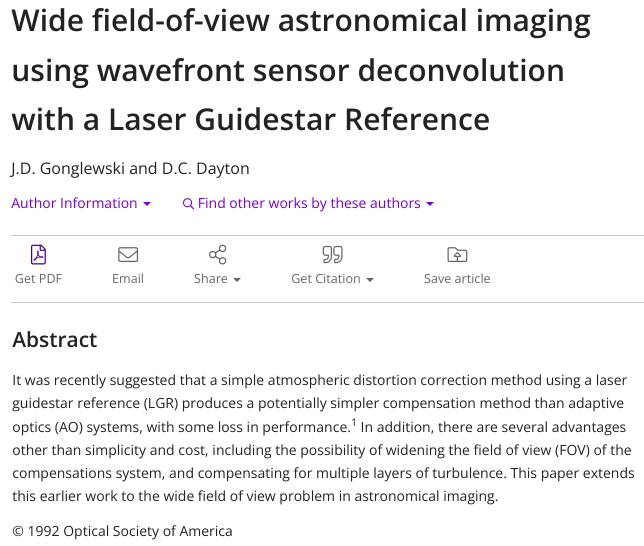 Wide field-of-view astronomical imaging
using wavefront sensor deconvolution
with a Laser Guidestar Reference
J.D. Gonglewski and D.C. Dayton
Author Information Find other works by these authors
Get PDF Email Share Get Citation Save article
Abstract
It was recently suggested that a simple atmospheric distortion correction method using a laser
guidestar reference (LGR) produces a potentially simpler compensation method than adaptive
optics (AO) systems, with some loss in performance.1 In addition, there are several advantages
other than simplicity and cost, including the possibility of widening the field of view (FOV) of the
compensations system, and compensating for multiple layers of turbulence. This paper extends
this earlier work to the wide field of view problem in astronomical imaging.
© 1992 Optical Society of America